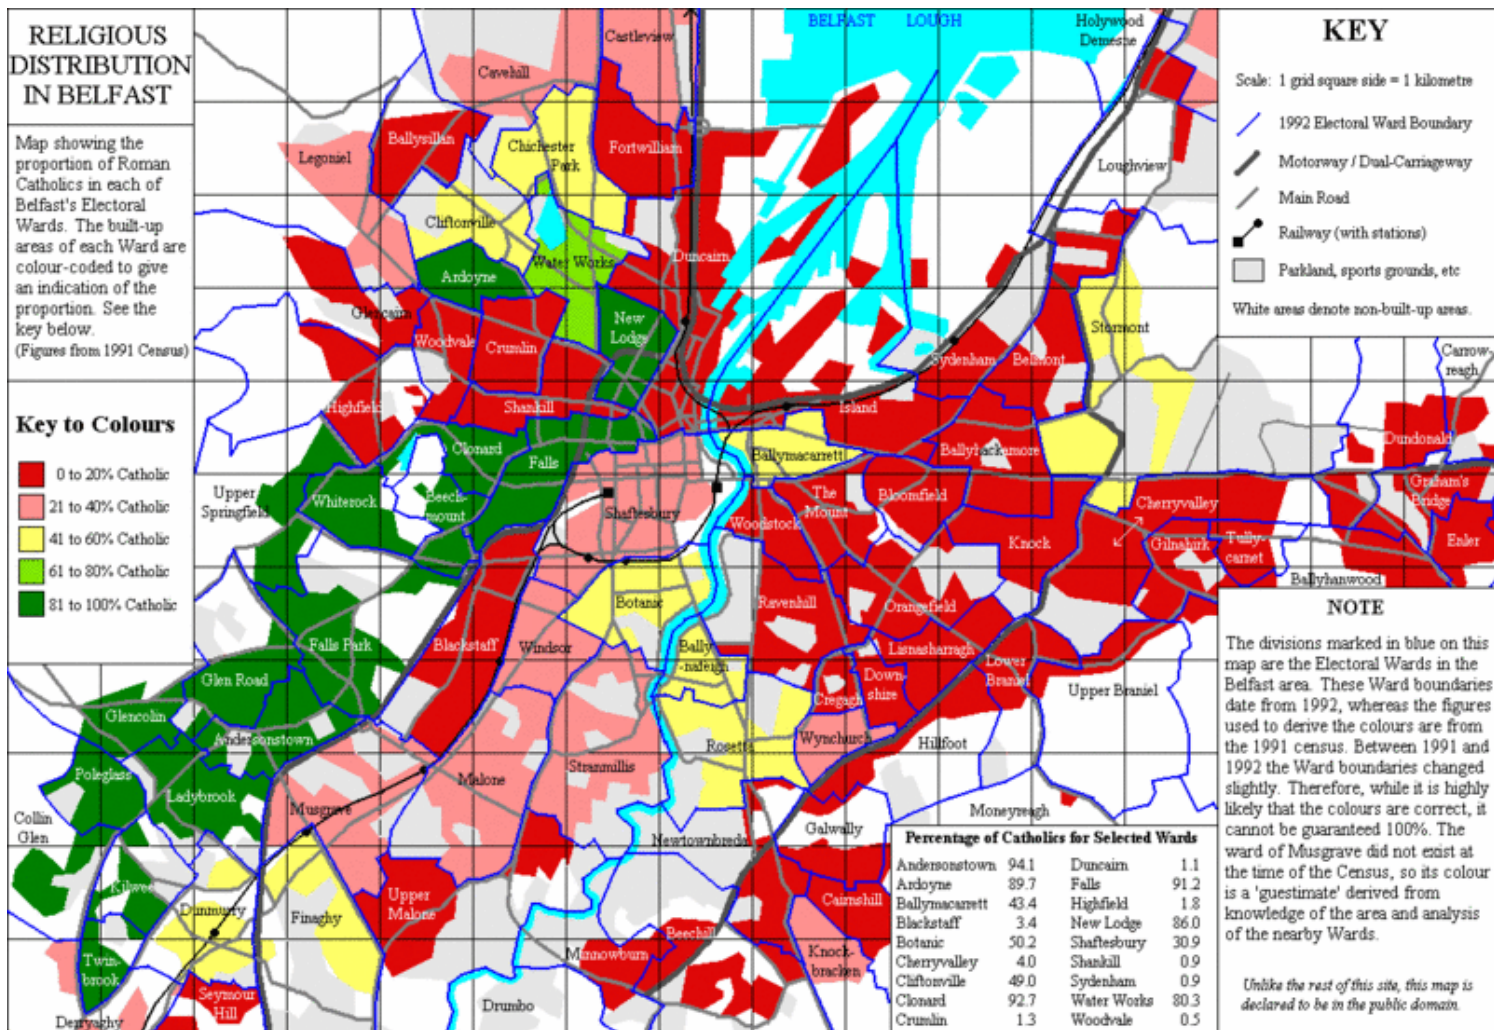 RELIGIOUS
DISTRIBUTION
IN BELFAST
Map showing the
proportion of Roman
Catholics in each of
Belfast's Electoral
Wards. The built-up
areas of each Ward are
colour-coded to give
an indication of the
proportion. See the
key below.
(Figures from 1991 Census)
Key to Colours
0 to 20% Catholic
21 to 40% Catholic
41 to 60% Catholic
61 to 80% Catholic
81 to 100% Catholic
BELFAST LOUGH
Castleview
Cavehill
Holywood
Demesne
Ballysillan
Legoniel
Chichester
Park
Fortwilliam
Loughview
Cliftonville
Water Works
Duncairn
Ardoyne
Glencairn
Woodvale
Crumlin
New
Lodge
Stormont
Sydenham
Belmont
Carrow-
reagh
Highfield
Shankill
Island
Clonard
Falls
Ballymacarrett
Ballyhackamore
Dundonald
Upper
Springfield
Whiterock
Beech-
mount
Shaftesbury
The
Mount
Bloomfield
Woodstock
Cherryvalley
Graham's
Bridge
Knock
Gilnahirk
Tully-
carnet
Enler
Ballyhanwood
Botanic
Ravenhill
Orangefield
Falls Park
Blackstaff
Windsor
Bally
-nafeigh
Lisnasharragh
Glen Road
Cregagh
Down-
shire
Lower
Braniel
Upper Braniel
Glencolin
Andersonstown
Rosetta
Wynchurch
Hillfoot
Poleglass
Ladybrook
Malone
Stranmillis
Musgrave
Collin
Glen
Moneyreagh
Galwally
Newtownbreda
Kilwee
Dunmurry
Finaghy
Upper
Malone
Cairnshill
Beechill
Minnowburn
Knock-
bracken
Twin-
brook
Seymour
Hill
Drumbo
Derryaghy
KEY
Scale: 1 grid square side = 1 kilometre
1992 Electoral Ward Boundary
Motorway / Dual-Carriageway
Main Road
Railway (with stations)
Parkland, sports grounds, etc
White areas denote non-built-up areas.
Percentage of Catholics for Selected Wards
Andersonstown 94.1 Duncairn 1.1
Ardoyne 89.7 Falls 91.2
Ballymacarett 43.4 Highfield 1.8
Blackstaff 3.4 New Lodge 86.0
Botanic 50.2 Shaftesbury 30.9
Cherryvalley 4.0 Shankill 0.9
Cliftonville 49.0 Sydenham 0.9
Clonard 92.7 Water Works 80.3
Crumlin 1.3 Woodvale 0.5
NOTE
The divisions marked in blue on this
map are the Electoral Wards in the
Belfast area. These Ward boundaries
date from 1992, whereas the figures
used to derive the colours are from
the 1991 census. Between 1991 and
1992 the Ward boundaries changed
slightly. Therefore, while it is highly
likely that the colours are correct, it
cannot be guaranteed 100%. The
ward of Musgrave did not exist at
the time of the Census, so its colour
is a 'guestimate' derived from
knowledge of the area and analysis
of the nearby Wards.
Unlike the rest of this site, this map is
declared to be in the public domain.